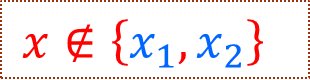 x ∉ {x₁, x₂}